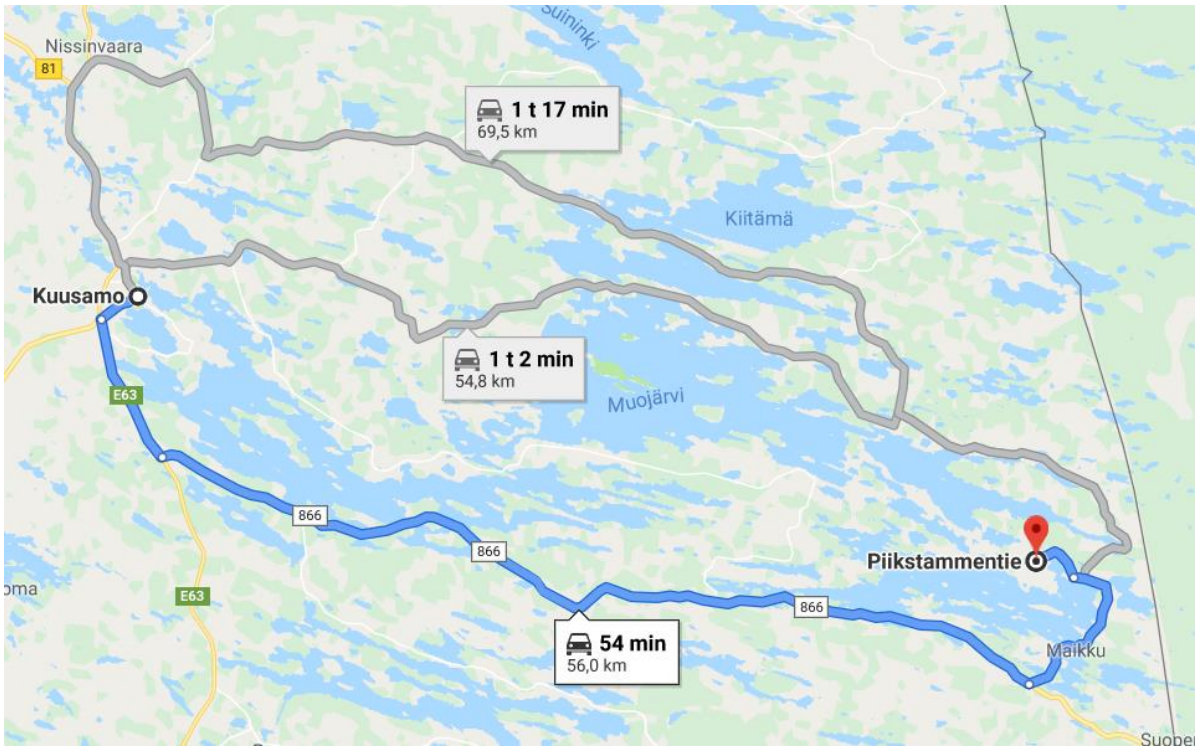 Suininki
Nissinvaara
81
1 t 17 min
69,5 km
Kiitämä
Kuusamo
1 t 2 min
54,8 km
E63
Muojärvi
866
866
Piikstammentie
E63
oma
866
54 min
56,0 km
Maikku
Suoper